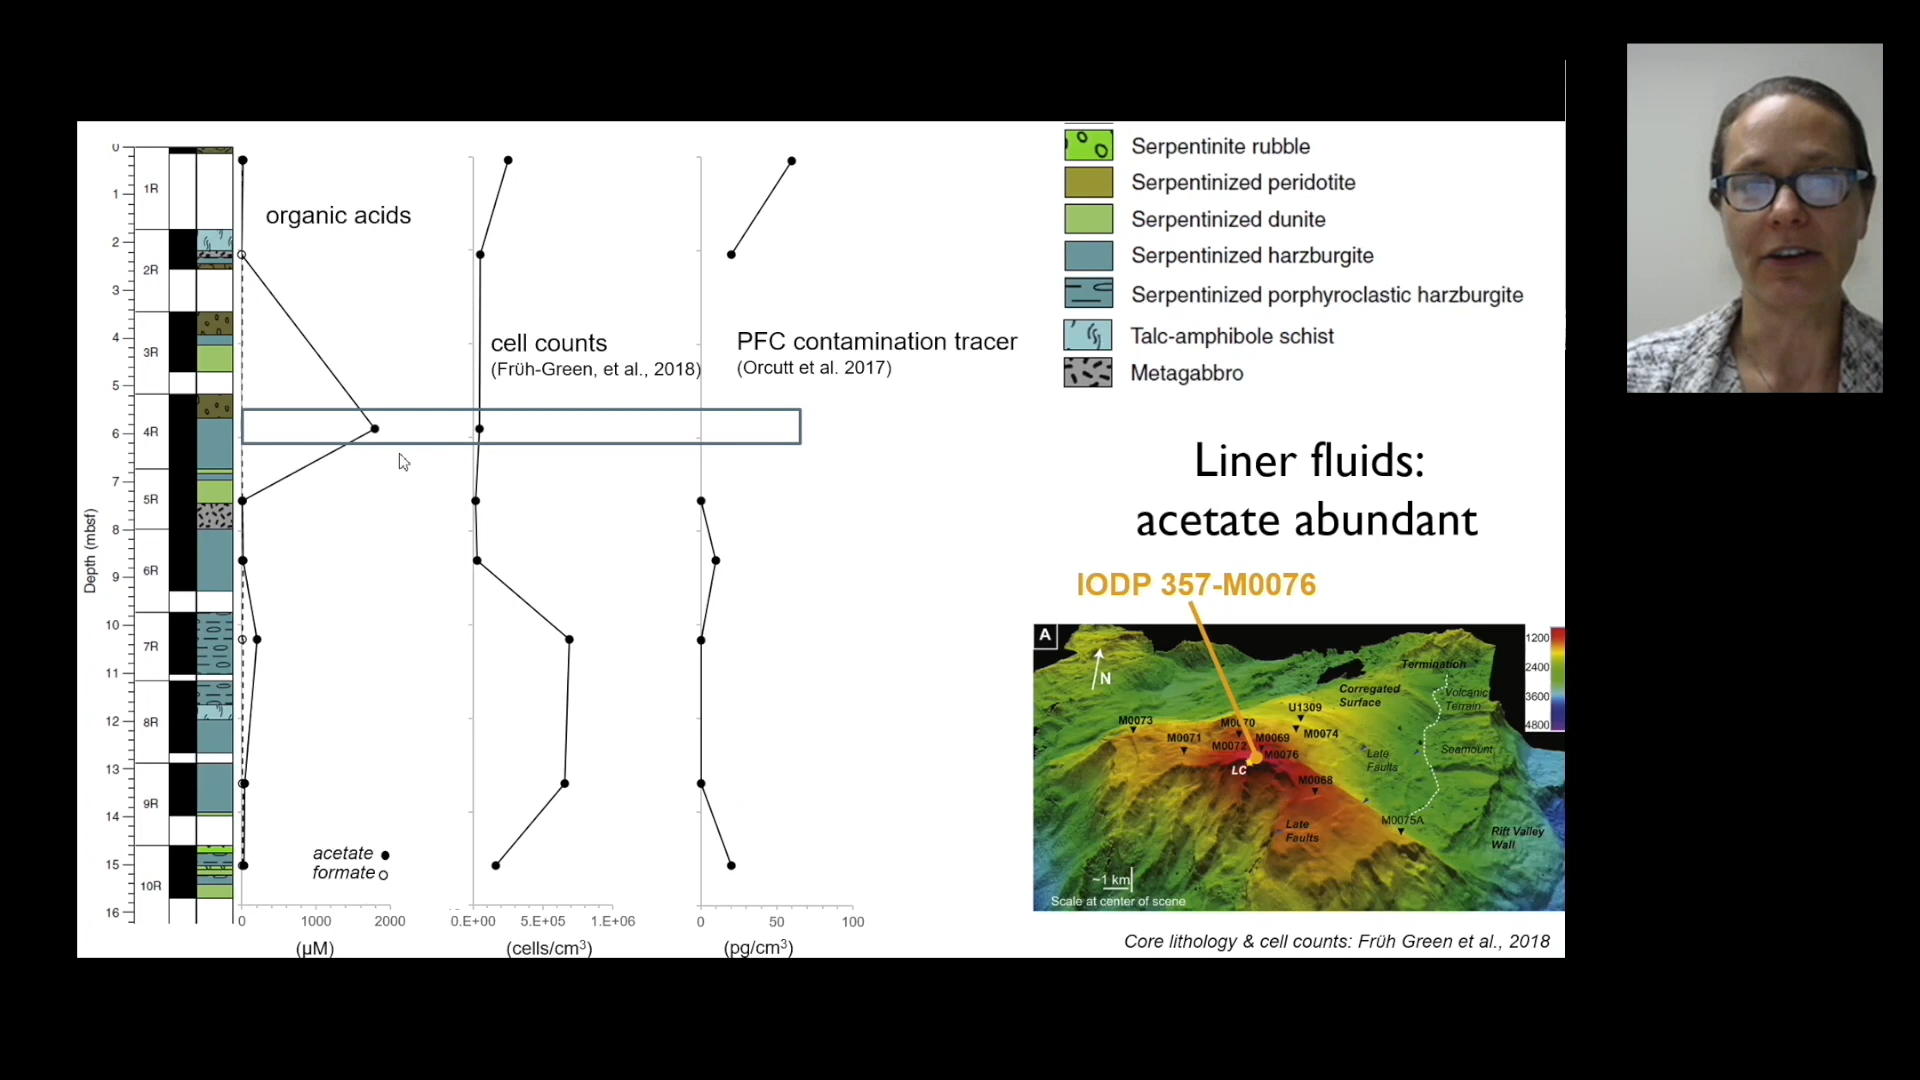 0
1
2
3
4
5
6
7
8
9
10
11
12
13
14
15
16
Depth (mbsf)
1R
2R
3R
4R
5R
6R
7R
8R
9R
10R
organic acids
acetate
formate
0 1000 2000
(µM)
cell counts
(Früh-Green, et al., 2018)
0.E+00 5.E+05 1.E+06
(cells/cm³)
PFC contamination tracer
(Orcutt et al. 2017)
0 50 100
(pg/cm³)
Serpentinite rubble
Serpentinized peridotite
Serpentinized dunite
Serpentinized harzburgite
Serpentinized porphyroclastic harzburgite
Talc-amphibole schist
Metagabbro
Liner fluids:
acetate abundant
IODP 357-M0076
A
N
Termination
Corregated
Surface
Volcanic
Terrain
U1309
M0073
M0070
M0074
M0071
M0072
M0069
M0076
Late
Faults
Seamount
LC
M0068
M0075A
Late
Faults
Rift Valley
Wall
~1 km
Scale at center of scene
1200
2400
3600
4800
Core lithology & cell counts: Früh Green et al., 2018